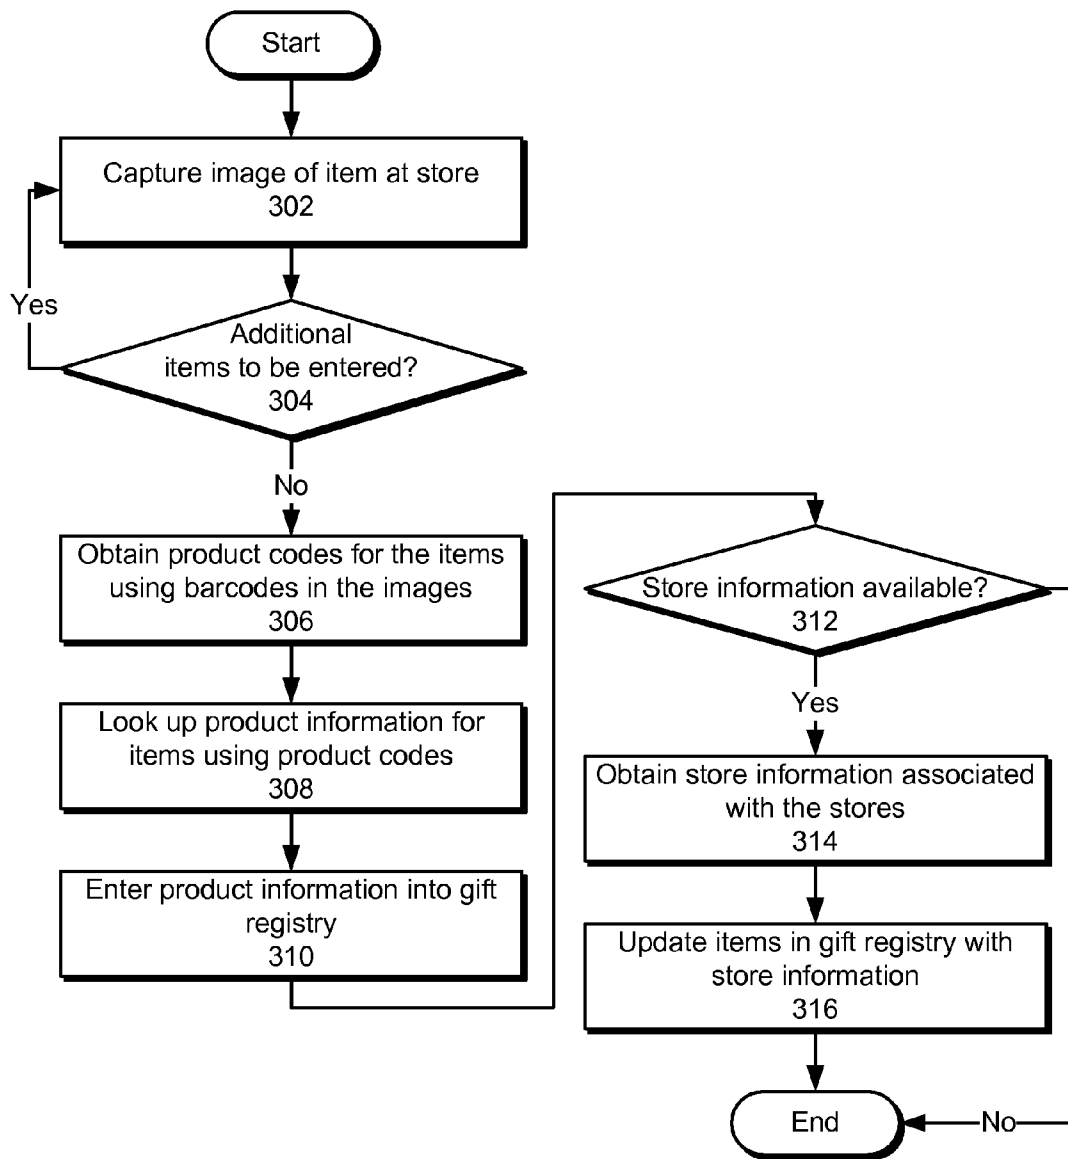 Start
Capture image of item at store
302
Yes
Additional
items to be entered?
304
No
Obtain product codes for the items
using barcodes in the images
306
Look up product information for
items using product codes
308
Enter product information into gift
registry
310
Store information available?
312
Yes
Obtain store information associated
with the stores
314
Update items in gift registry with
store information
316
End
No